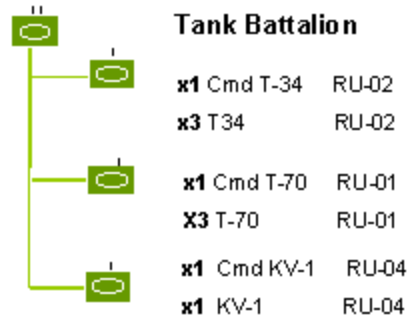 Tank Battalion
x1 Cmd T-34 RU-02
x3 T34 RU-02
x1 Cmd T-70 RU-01
X3 T-70 RU-01
x1 Cmd KV-1 RU-04
x1 KV-1 RU-04